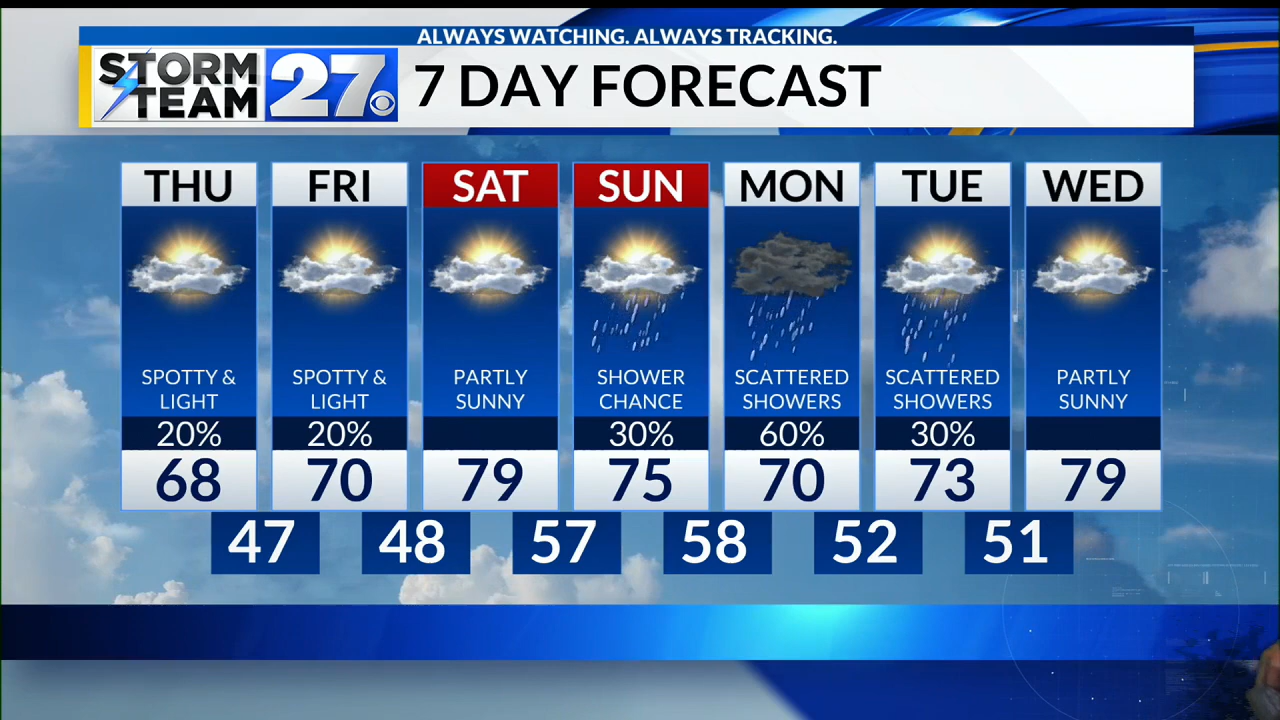 ALWAYS WATCHING. ALWAYS TRACKING.
STORM
TEAM
27
7 DAY FORECAST
THU FRI SAT SUN MON TUE WED
SPOTTY & SPOTTY & PARTLY SHOWER SCATTERED SCATTERED PARTLY
LIGHT LIGHT SUNNY CHANCE SHOWERS SHOWERS SUNNY
20% 20% 30% 60% 30%
68 70 79 75 70 73 79
47 48 57 58 52 51